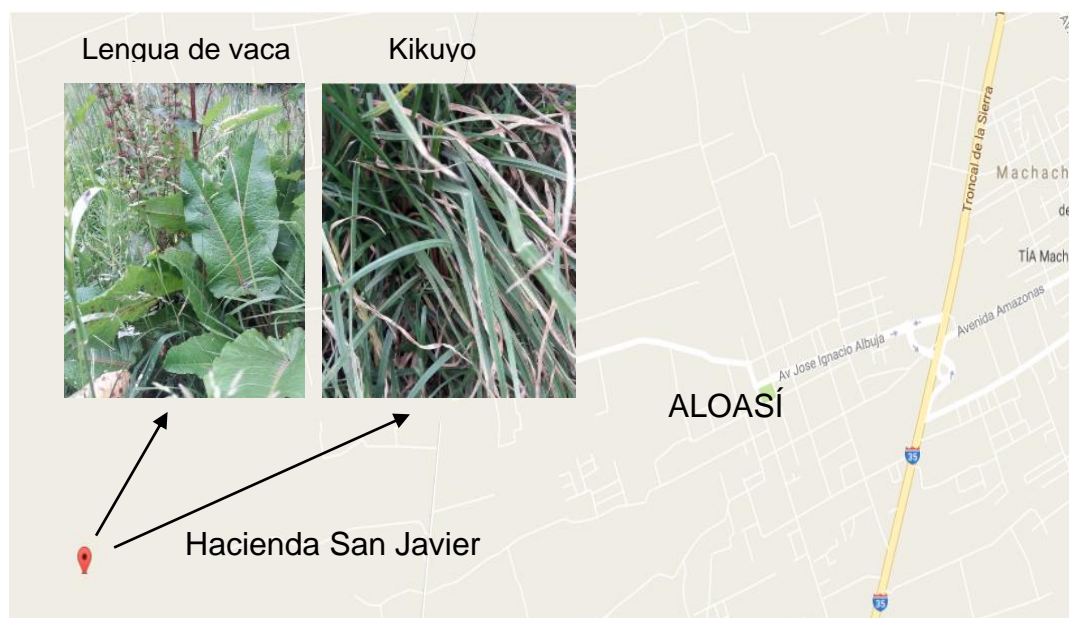 Lengua de vaca
Kikuyo
Troncal de la Sierra
Machach
de
TÍA Mach
Avenida Amazonas
Av Jose Ignacio Albuja
ALOASÍ
35
Hacienda San Javier
35